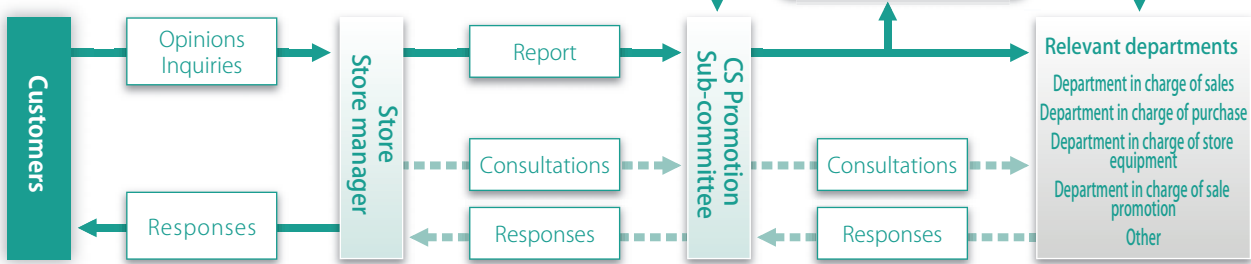 Customers
Opinions
Inquiries
Responses
Store
Store manager
Report
Consultations
Responses
CS Promotion
Sub-committee
Consultations
Responses
Relevant departments
Department in charge of sales
Department in charge of purchase
Department in charge of store
equipment
Department in charge of sale
promotion
Other